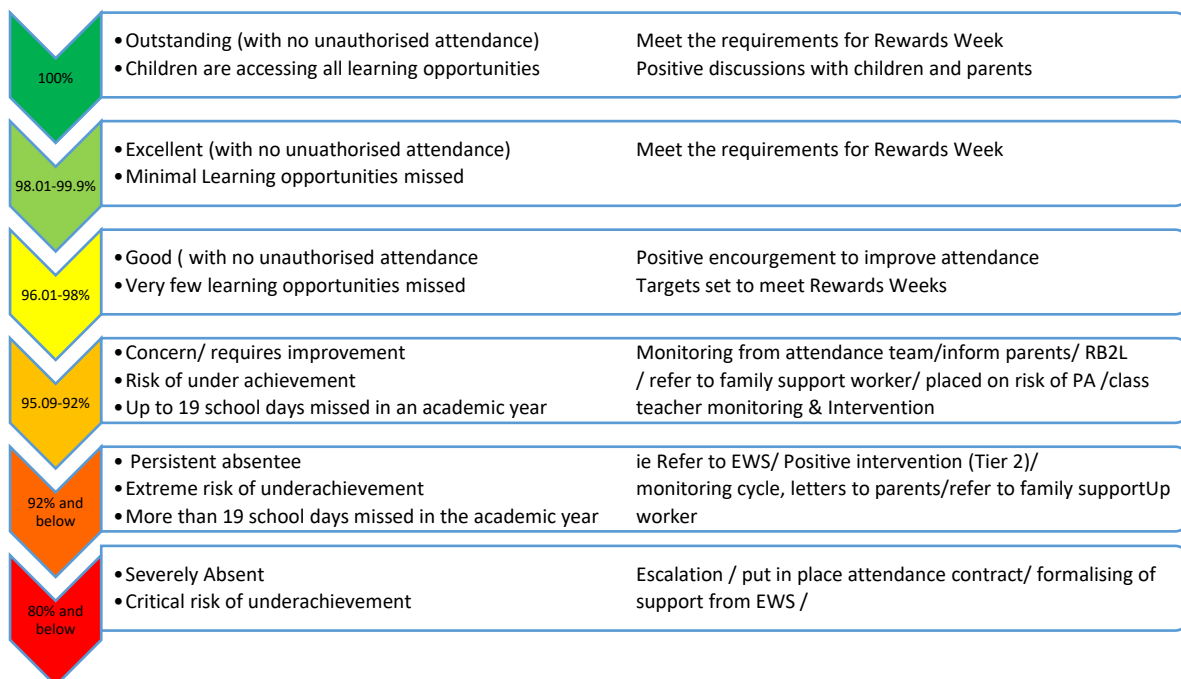 100%
•Outstanding (with no unauthorised attendance) Meet the requirements for Rewards Week
•Children are accessing all learning opportunities Positive discussions with children and parents
98.01-99.9%
•Excellent (with no unuathorised attendance) Meet the requirements for Rewards Week
•Minimal Learning opportunities missed
96.01-98%
•Good ( with no unauthorised attendance Positive encourgement to improve attendance
•Very few learning opportunities missed Targets set to meet Rewards Weeks
95.09-92%
•Concern/ requires improvement Monitoring from attendance team/inform parents/ RB2L
•Risk of under achievement / refer to family support worker/ placed on risk of PA /class
•Up to 19 school days missed in an academic year teacher monitoring & Intervention
92% and
below
• Persistent absentee ie Refer to EWS/ Positive intervention (Tier 2)/
•Extreme risk of underachievement monitoring cycle, letters to parents/refer to family supportUp
•More than 19 school days missed in the academic year worker
80% and
below
•Severely Absent Escalation / put in place attendance contract/ formalising of
•Critical risk of underachievement support from EWS /